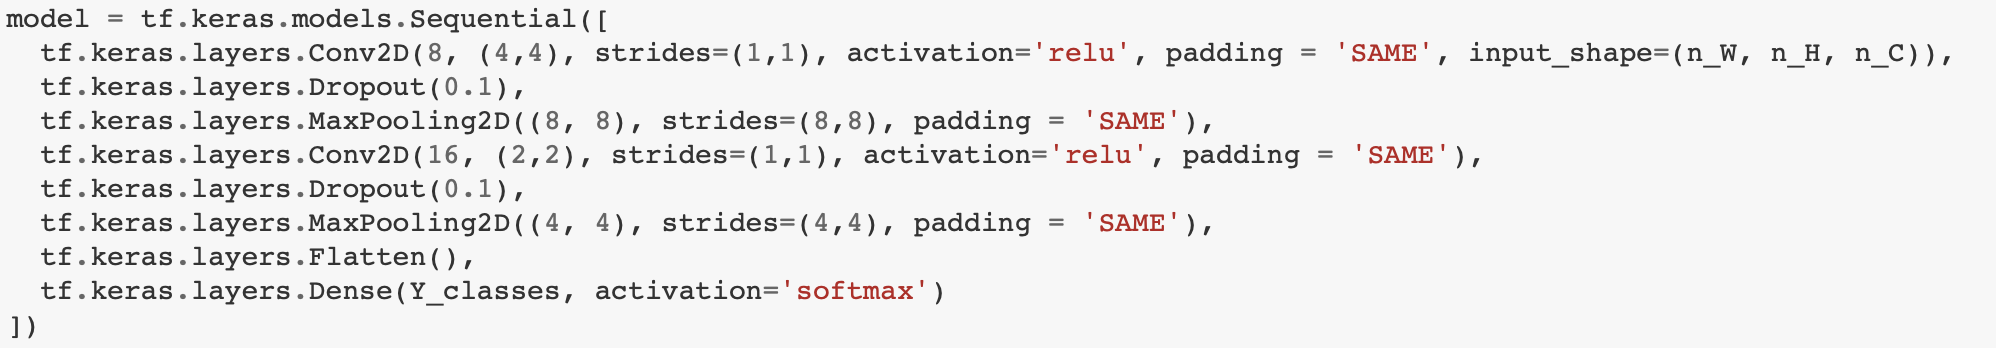 model = tf.keras.models.Sequential([
  tf.keras.layers.Conv2D(8, (4,4), strides=(1,1), activation='relu', padding = 'SAME', input_shape=(n_W, n_H, n_C)),
  tf.keras.layers.Dropout(0.1),
  tf.keras.layers.MaxPooling2D((8, 8), strides=(8,8), padding = 'SAME'),
  tf.keras.layers.Conv2D(16, (2,2), strides=(1,1), activation='relu', padding = 'SAME'),
  tf.keras.layers.Dropout(0.1),
  tf.keras.layers.MaxPooling2D((4, 4), strides=(4,4), padding = 'SAME'),
  tf.keras.layers.Flatten(),
  tf.keras.layers.Dense(Y_classes, activation='softmax')
])